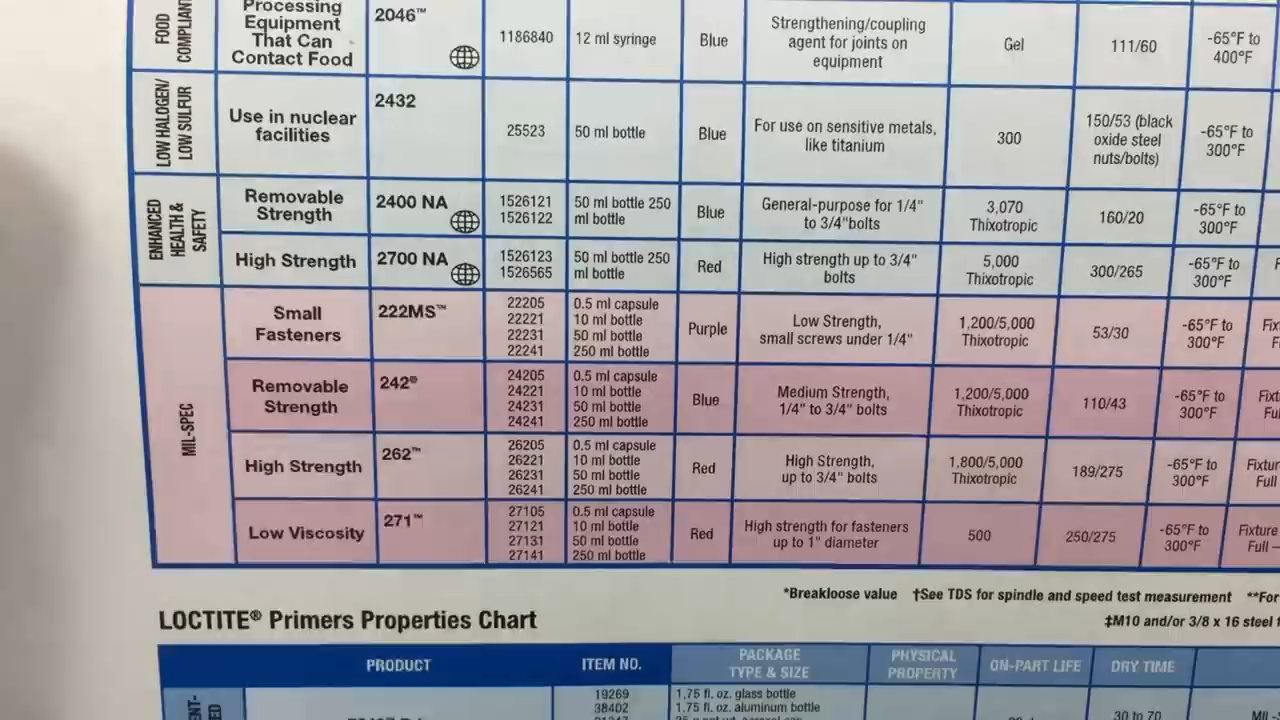 FOOD
COMPLIANT
Processing
Equipment
That Can
Contact Food
2046™
1186840
12 ml syringe
Blue
Strengthening/coupling
agent for joints on
equipment
Gel
111/60
-65°F to
400°F
LOW HALOGEN/
LOW SULFUR
Use in nuclear
facilities
2432
25523
50 ml bottle
Blue
For use on sensitive metals,
like titanium
300
150/53 (black
oxide steel
nuts/bolts)
-65°F to
300°F
ENHANCED
HEALTH &
SAFETY
Removable
Strength
2400 NA
1526121
1526122
50 ml bottle 250
ml bottle
Blue
General-purpose for 1/4"
to 3/4"bolts
3,070
Thixotropic
160/20
-65°F to
300°F
High Strength
2700 NA
1526123
1526565
50 ml bottle 250
ml bottle
Red
High strength up to 3/4"
bolts
5,000
Thixotropic
300/265
-65°F to
300°F
MIL-SPEC
Small
Fasteners
222MS™
22205
22221
22231
22241
0.5 ml capsule
10 ml bottle
50 ml bottle
250 ml bottle
Purple
Low Strength,
small screws under 1/4"
1,200/5,000
Thixotropic
53/30
-65°F to
300°F
Removable
Strength
242®
24205
24221
24231
24241
0.5 ml capsule
10 ml bottle
50 ml bottle
250 ml bottle
Blue
Medium Strength,
1/4" to 3/4" bolts
1,200/5,000
Thixotropic
110/43
-65°F to
300°F
High Strength
262™
26205
26221
26231
26241
0.5 ml capsule
10 ml bottle
50 ml bottle
250 ml bottle
Red
High Strength,
up to 3/4" bolts
1,800/5,000
Thixotropic
189/275
-65°F to
300°F
Fixtur
Full
Low Viscosity
271™
27105
27121
27131
27141
0.5 ml capsule
10 ml bottle
50 ml bottle
250 ml bottle
Red
High strength for fasteners
up to 1" diameter
500
250/275
-65°F to
300°F
Fixture
Full –
*Breakloose value †See TDS for spindle and speed test measurement **For
‡M10 and/or 3/8 x 16 steel
LOCTITE® Primers Properties Chart
PRODUCT
ITEM NO.
PACKAGE
TYPE & SIZE
PHYSICAL
PROPERTY
ON-PART LIFE
DRY TIME
19269
38402
1.75 fl. oz. glass bottle
1.75 fl. oz. aluminum bottle
30 to 70